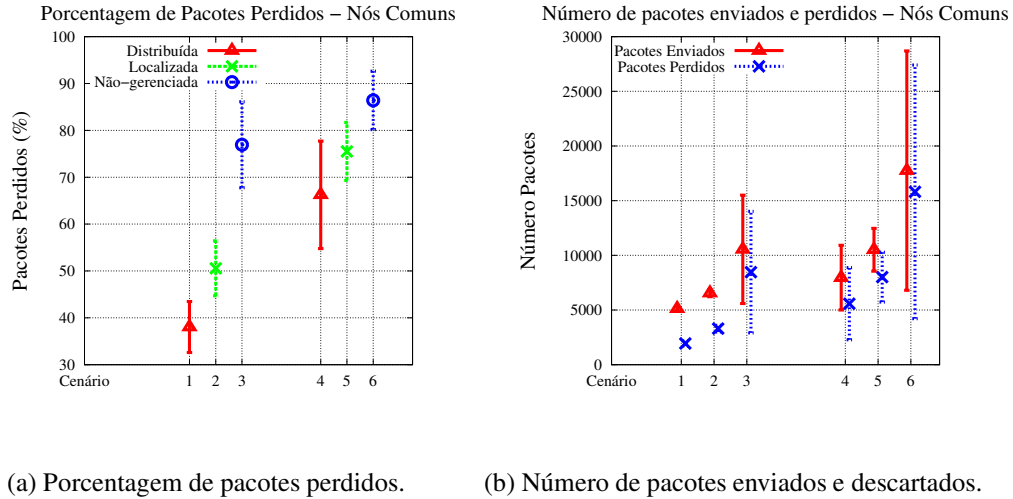 Porcentagem de Pacotes Perdidos − Nós Comuns
100
90
80
70
60
50
40
30
Pacotes Perdidos (%)
Distribuída
Localizada
Não−gerenciada
Cenário 1 2 3 4 5 6
(a) Porcentagem de pacotes perdidos.
Número de pacotes enviados e perdidos − Nós Comuns
30000
25000
20000
15000
10000
5000
0
Número Pacotes
Pacotes Enviados
Pacotes Perdidos
Cenário 1 2 3 4 5 6
(b) Número de pacotes enviados e descartados.